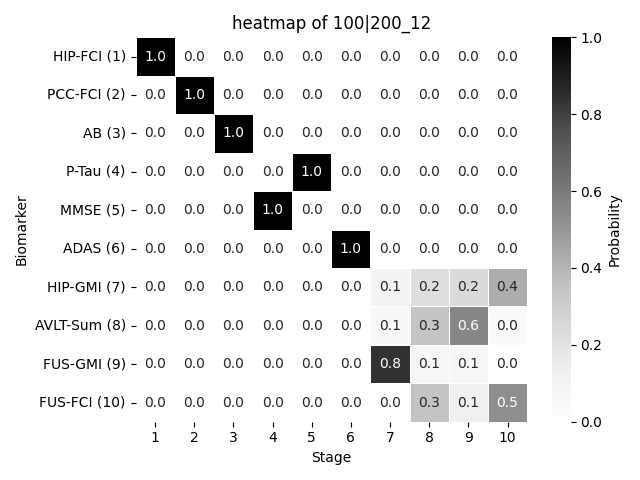 heatmap of 100|200_12
HIP-FCI (1) 1.0 0.0 0.0 0.0 0.0 0.0 0.0 0.0 0.0 0.0
PCC-FCI (2) 0.0 1.0 0.0 0.0 0.0 0.0 0.0 0.0 0.0 0.0
AB (3) 0.0 0.0 1.0 0.0 0.0 0.0 0.0 0.0 0.0 0.0
P-Tau (4) 0.0 0.0 0.0 0.0 1.0 0.0 0.0 0.0 0.0 0.0
MMSE (5) 0.0 0.0 0.0 1.0 0.0 0.0 0.0 0.0 0.0 0.0
ADAS (6) 0.0 0.0 0.0 0.0 0.0 1.0 0.0 0.0 0.0 0.0
HIP-GMI (7) 0.0 0.0 0.0 0.0 0.0 0.0 0.1 0.2 0.2 0.4
AVLT-Sum (8) 0.0 0.0 0.0 0.0 0.0 0.0 0.1 0.3 0.6 0.0
FUS-GMI (9) 0.0 0.0 0.0 0.0 0.0 0.0 0.8 0.1 0.1 0.0
FUS-FCI (10) 0.0 0.0 0.0 0.0 0.0 0.0 0.0 0.3 0.1 0.5
1 2 3 4 5 6 7 8 9 10
Stage
Biomarker
1.0
0.8
0.6
0.4
0.2
0.0
Probability